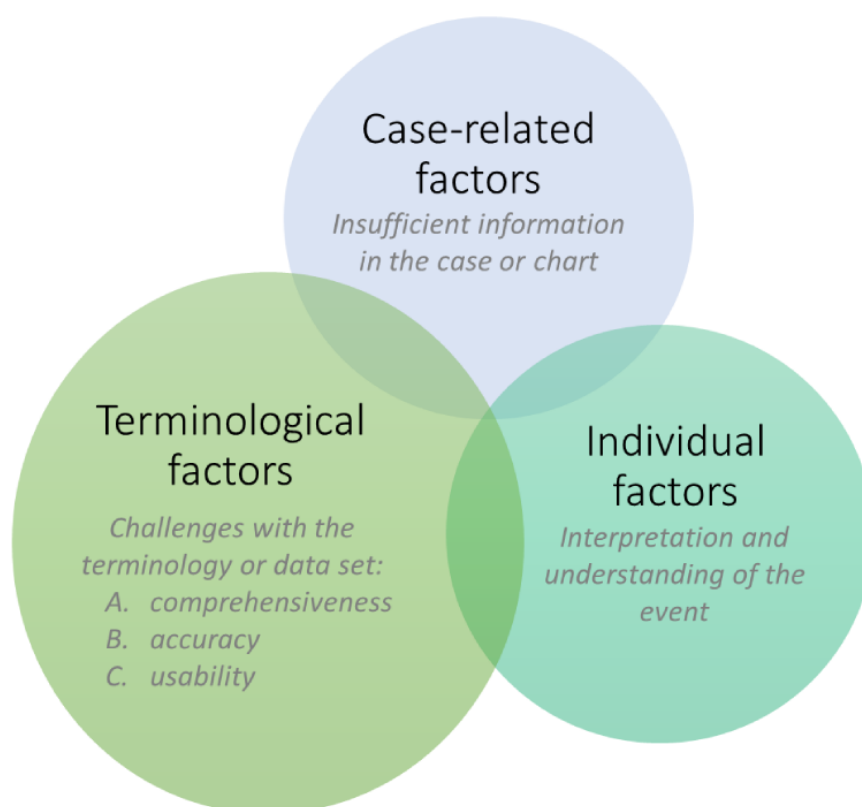 Case-related
factors
Insufficient information
in the case or chart
Terminological
factors
Challenges with the
terminology or data set:
A. comprehensiveness
B. accuracy
C. usability
Individual
factors
Interpretation and
understanding of the
event